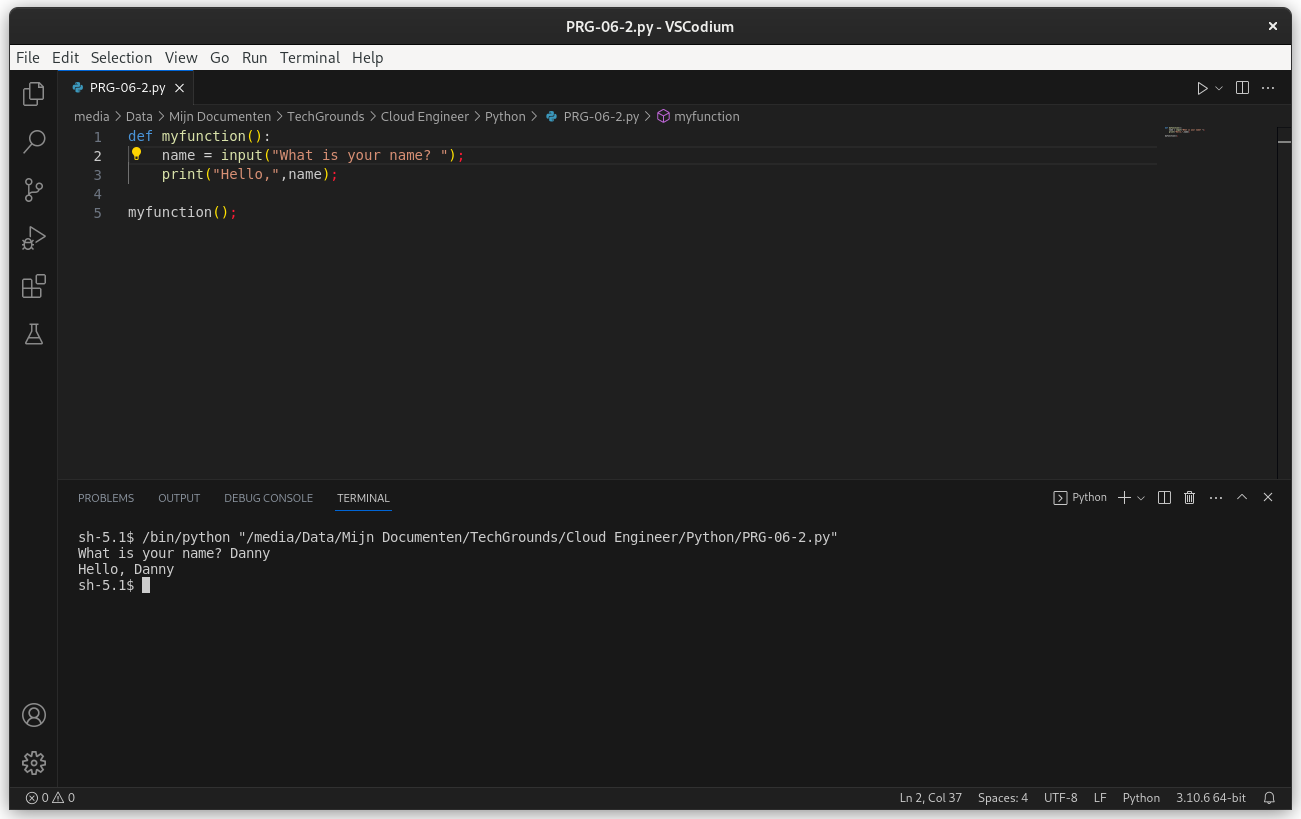 PRG-06-2.py - VSCodium
File Edit Selection View Go Run Terminal Help
PRG-06-2.py
media > Data > Mijn Documenten > TechGrounds > Cloud Engineer > Python > PRG-06-2.py > myfunction
1 def myfunction():
2     name = input("What is your name? ");
3     print("Hello,",name);
4
5 myfunction();
PROBLEMS OUTPUT DEBUG CONSOLE TERMINAL Python
sh-5.1$ /bin/python "/media/Data/Mijn Documenten/TechGrounds/Cloud Engineer/Python/PRG-06-2.py"
What is your name? Danny
Hello, Danny
sh-5.1$
0 0 Ln 2, Col 37 Spaces: 4 UTF-8 LF Python 3.10.6 64-bit